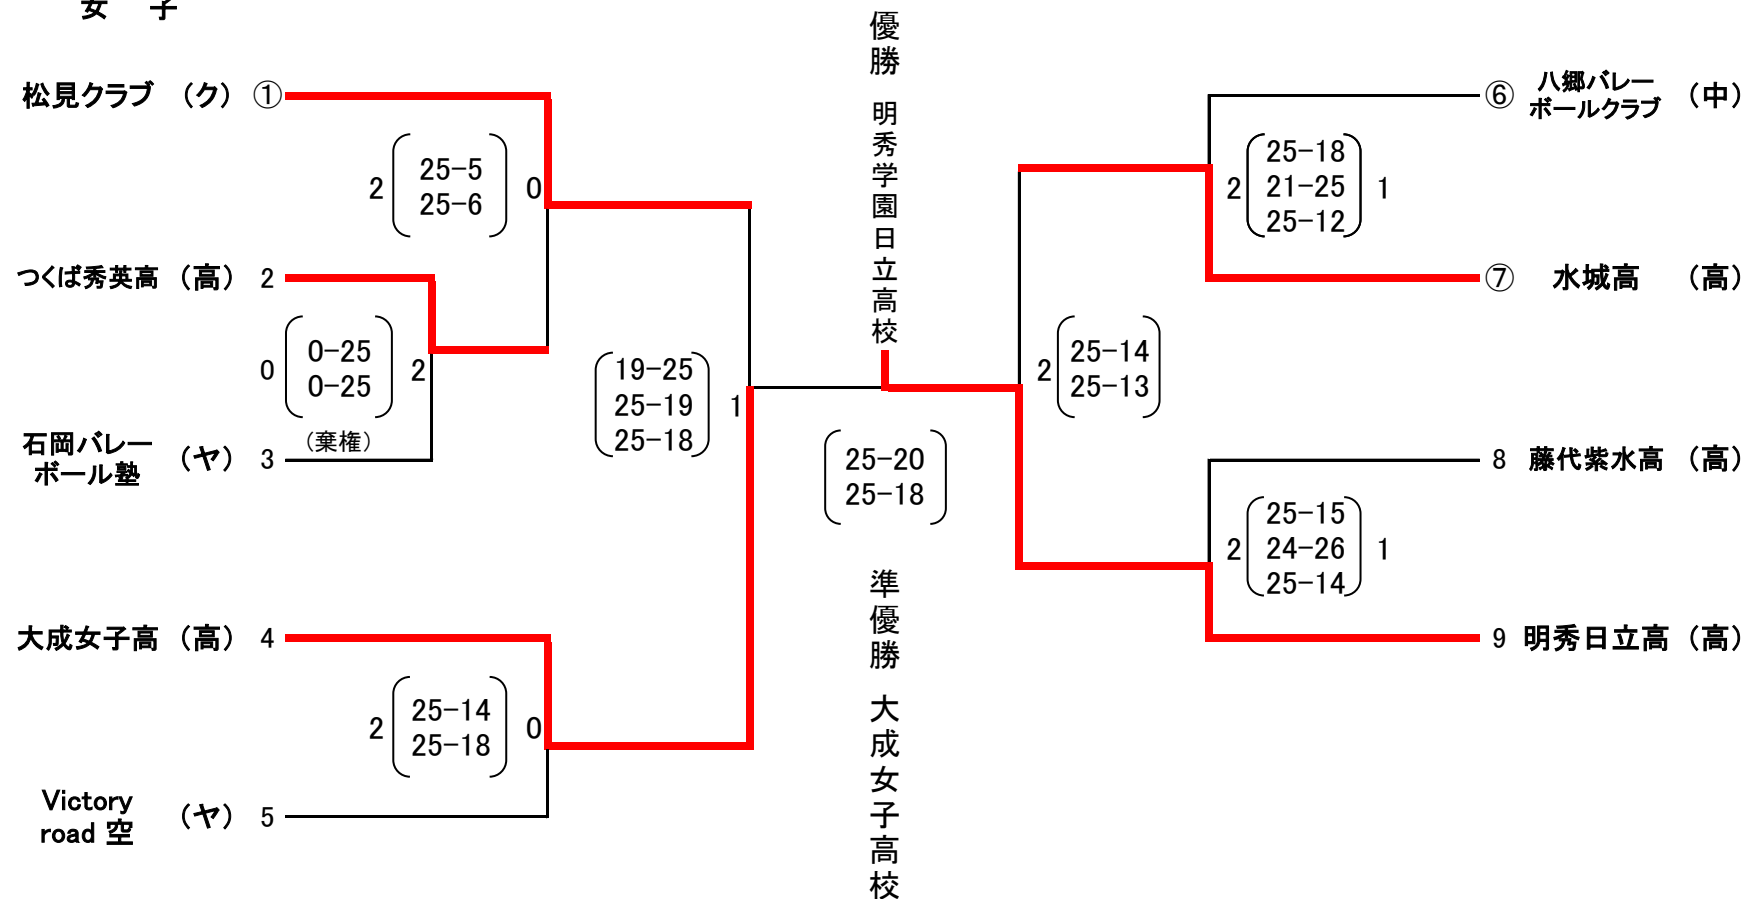 女 子
優勝 明秀学園日立高校
松見クラブ (ク) ①
2 25-5 0
25-6
つくば秀英高 (高) 2
0 0-25 2
0-25
(棄権)
石岡バレー
ボール塾 (ヤ) 3
19-25
25-19 1
25-18
大成女子高 (高) 4
2 25-14 0
25-18
Victory
road 空 (ヤ) 5
25-20
25-18
準優勝 大成女子高校
⑥ 八郷バレー
ボールクラブ (中)
25-18
2 21-25 1
25-12
⑦ 水城高 (高)
2 25-14
25-13
8 藤代紫水高 (高)
25-15
2 24-26 1
25-14
9 明秀日立高 (高)